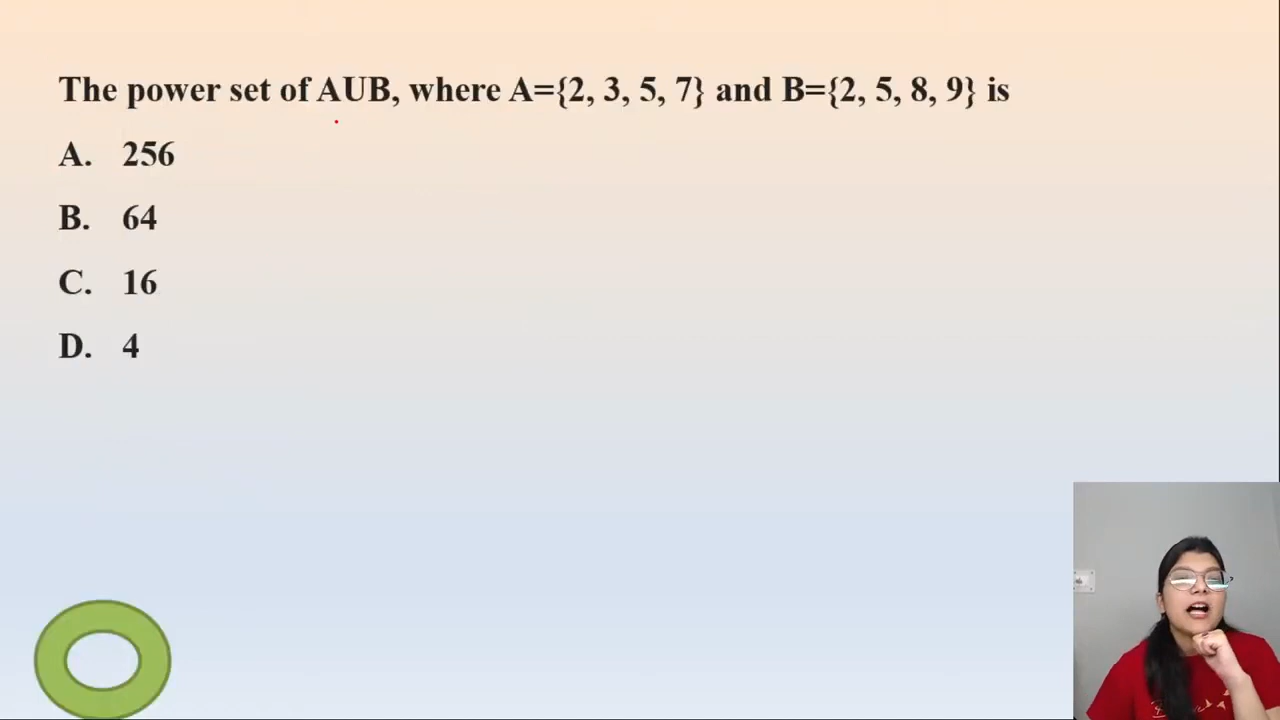 The power set of AUB, where A={2, 3, 5, 7} and B={2, 5, 8, 9} is
A. 256
B. 64
C. 16
D. 4